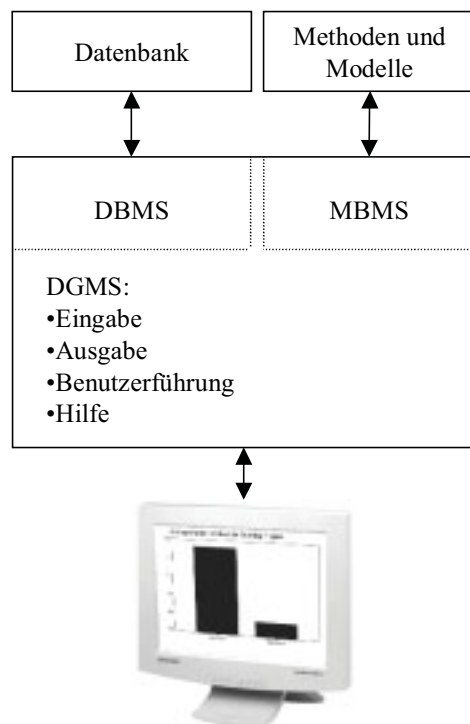 Datenbank
Methoden und
Modelle
DBMS
MBMS
DGMS:
•Eingabe
•Ausgabe
•Benutzerführung
•Hilfe